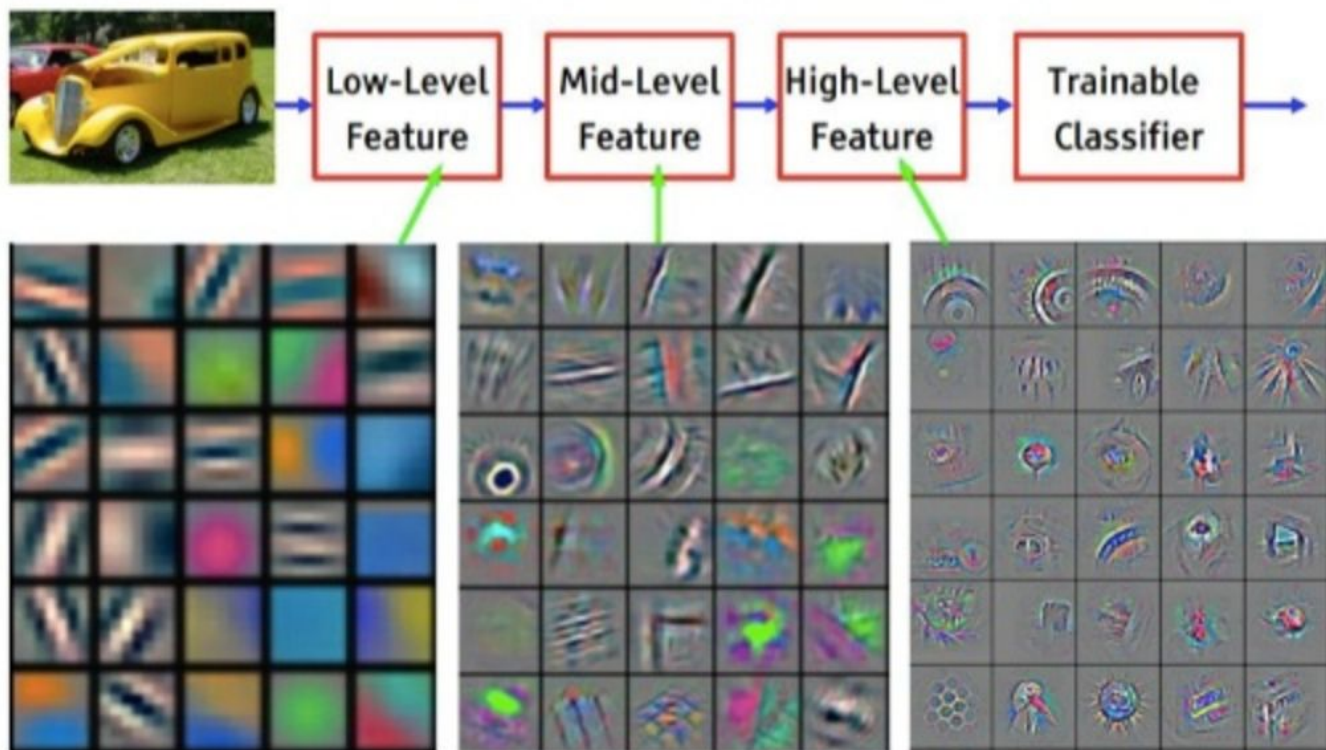 Low-Level
Feature
Mid-Level
Feature
High-Level
Feature
Trainable
Classifier